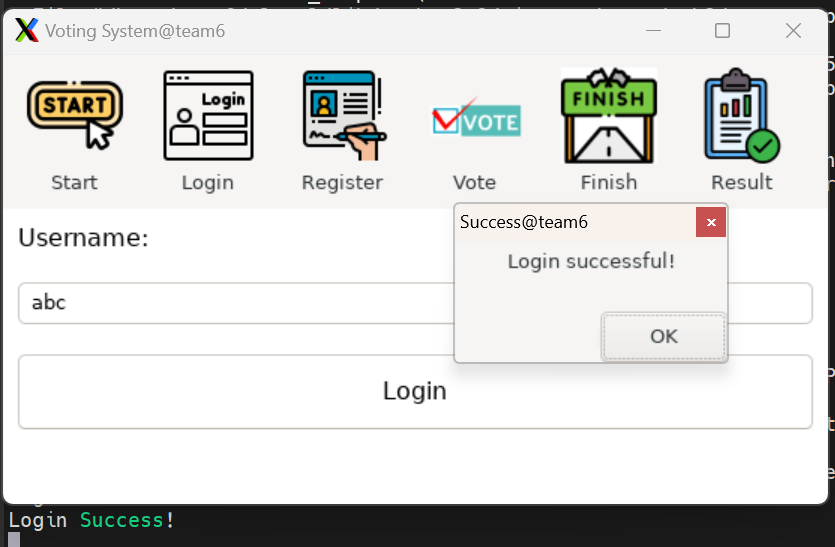 Voting System@team6
START
Login
VOTE
FINISH
Start
Login
Register
Vote
Finish
Result
Username:
Success@team6
Login successful!
abc
OK
Login
Login Success!